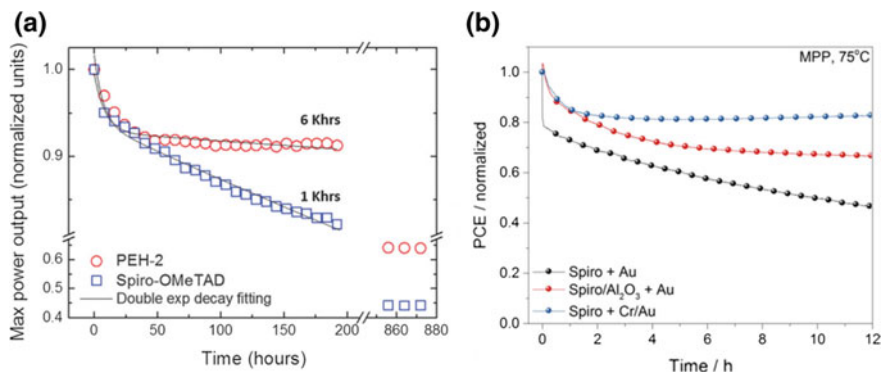 (a)
Max power output (normalized units)
1.0
0.9
0.6
0.5
0.4
6 Khrs
1 Khrs
PEH-2
Spiro-OMeTAD
Double exp decay fitting
0 50 100 150 200 860 880
Time (hours)
(b)
MPP, 75°C
PCE / normalized
1.0
0.8
0.6
0.4
0.2
0.0
Spiro + Au
Spiro/Al₂O₃ + Au
Spiro + Cr/Au
0 2 4 6 8 10 12
Time / h